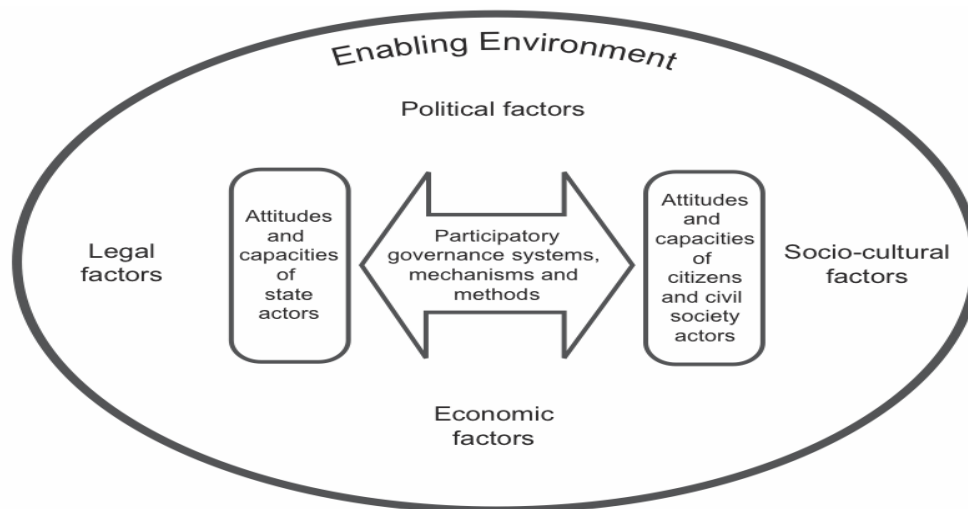 Enabling Environment
Political factors
Legal
factors
Attitudes
and
capacities
of
state
actors
Participatory
governance systems,
mechanisms and
methods
Attitudes
and
capacities
of
citizens
and civil
society
actors
Socio-cultural
factors
Economic
factors